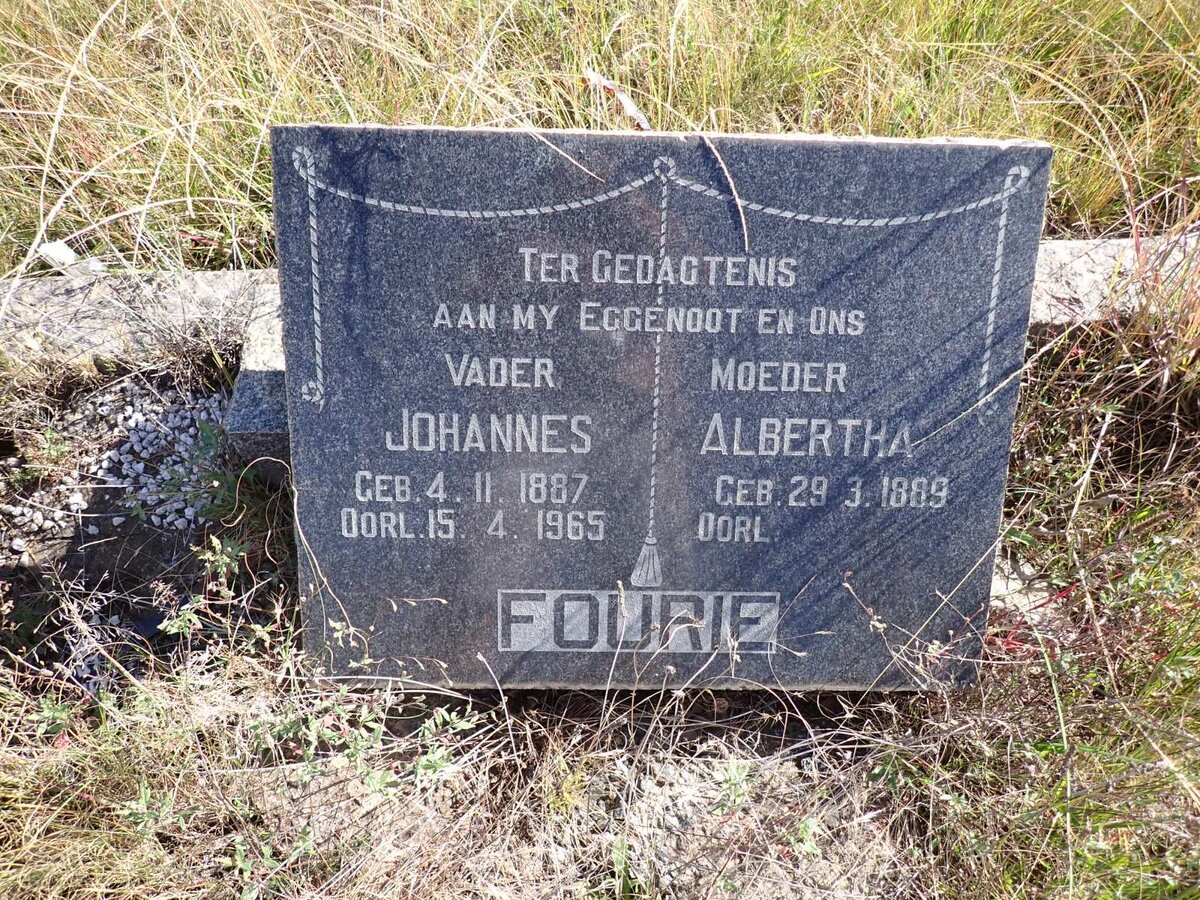 TER GEDAGTENIS
AAN MY EGGENOOT EN ONS
VADER MOEDER
JOHANNES ALBERTHA
GEB. 4. 11. 1887 GEB. 29 3. 1889
OORL. 15. 4. 1965 OORL.
FOURIE